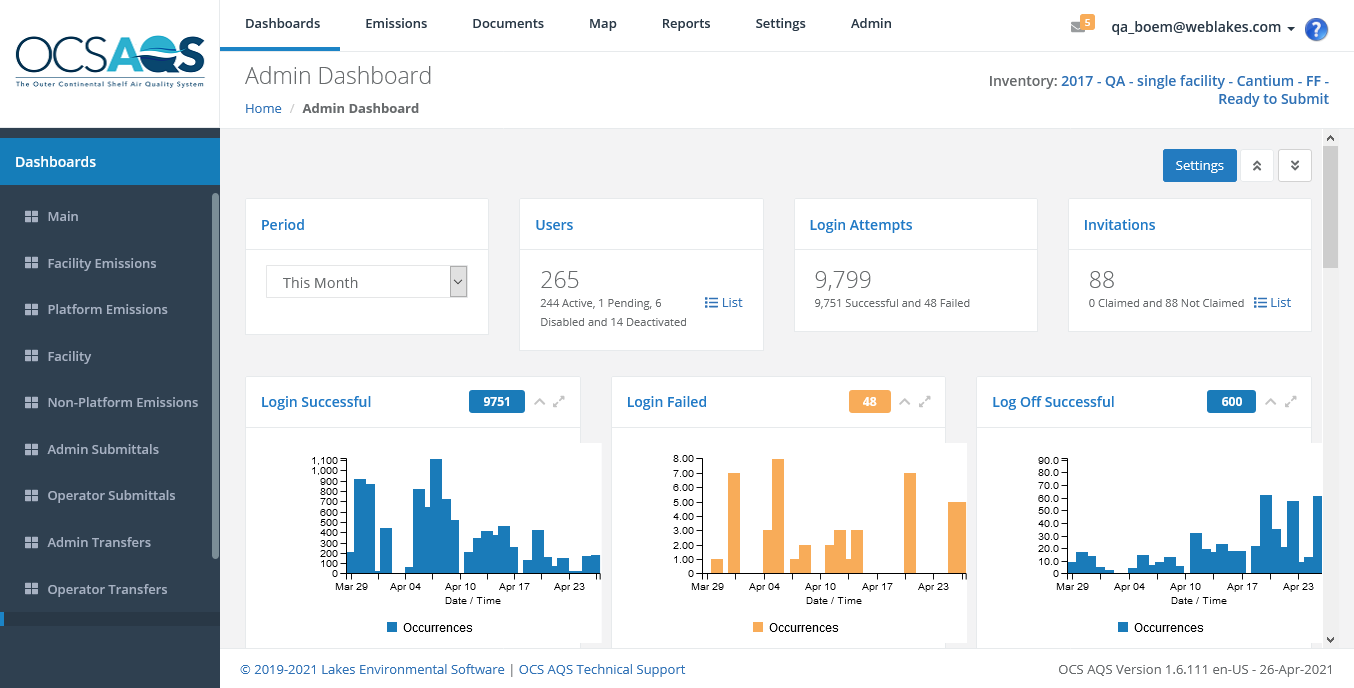 OCSAQS
The Outer Continental Shelf Air Quality System
Dashboards Emissions Documents Map Reports Settings Admin
5
qa_boem@weblakes.com
?
Admin Dashboard
Home / Admin Dashboard
Inventory: 2017 - QA - single facility - Cantium - FF -
Ready to Submit
Dashboards
Main
Facility Emissions
Platform Emissions
Facility
Non-Platform Emissions
Admin Submittals
Operator Submittals
Admin Transfers
Operator Transfers
Settings
Period
This Month
Users
265
244 Active, 1 Pending, 6
Disabled and 14 Deactivated
List
Login Attempts
9,799
9,751 Successful and 48 Failed
Invitations
88
0 Claimed and 88 Not Claimed
List
Login Successful 9751
1,100
1,000
900
800
700
600
500
400
300
200
100
0
Mar 29 Apr 04 Apr 10 Apr 17 Apr 23
Date / Time
Occurrences
Login Failed 48
8.00
7.00
6.00
5.00
4.00
3.00
2.00
1.00
0
Mar 29 Apr 04 Apr 10 Apr 17 Apr 23
Date / Time
Occurrences
Log Off Successful 600
90.0
80.0
70.0
60.0
50.0
40.0
30.0
20.0
10.0
0
Mar 29 Apr 04 Apr 10 Apr 17 Apr 23
Date / Time
Occurrences
© 2019-2021 Lakes Environmental Software | OCS AQS Technical Support
OCS AQS Version 1.6.111 en-US - 26-Apr-2021